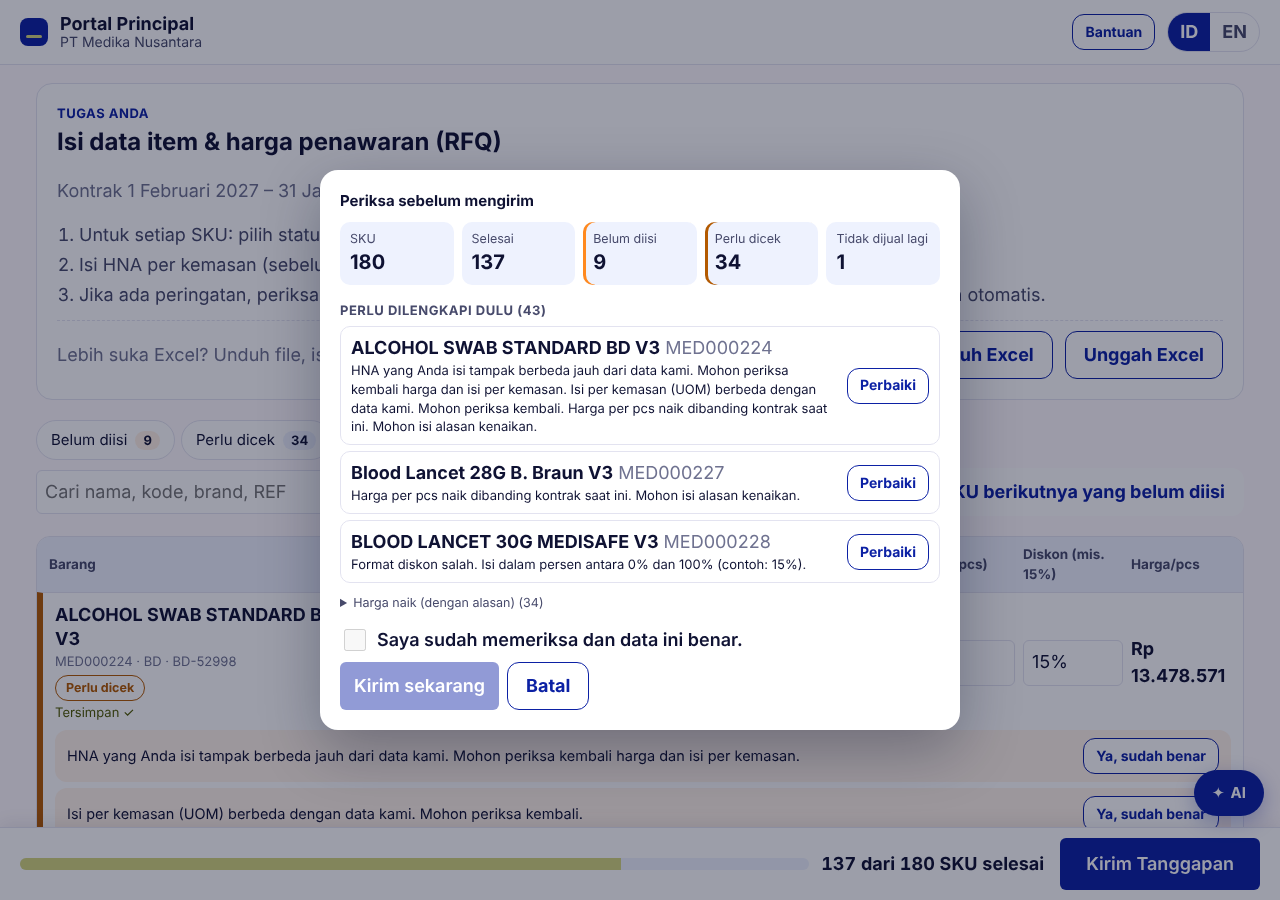 Portal Principal
PT Medika Nusantara
Bantuan
ID
EN
TUGAS ANDA
Isi data item & harga penawaran (RFQ)
Kontrak 1 Februari 2027 – 31
1. Untuk setiap SKU: pilih
2. Isi HNA per kemasan
3. Jika ada peringatan, periksa
otomatis.
Lebih suka Excel? Unduh file,
Excel
Unggah Excel
Belum diisi 9
Perlu dicek 34
Cari nama, kode, brand, REF
berikutnya yang belum diisi
Barang
Diskon (mis. 15%)
Harga/pcs
ALCOHOL SWAB STANDARD
V3
MED000224 · BD · BD-52998
Perlu dicek
Tersimpan ✓
15%
Rp
13.478.571
HNA yang Anda isi tampak berbeda jauh dari data kami. Mohon periksa kembali harga dan isi per kemasan.
Ya, sudah benar
Isi per kemasan (UOM) berbeda dengan data kami. Mohon periksa kembali.
Ya, sudah benar
✦ AI
137 dari 180 SKU selesai
Kirim Tanggapan
Periksa sebelum mengirim
SKU
180
Selesai
137
Belum diisi
9
Perlu dicek
34
Tidak dijual lagi
1
PERLU DILENGKAPI DULU (43)
ALCOHOL SWAB STANDARD BD V3 MED000224
HNA yang Anda isi tampak berbeda jauh dari data kami. Mohon periksa
kembali harga dan isi per kemasan. Isi per kemasan (UOM) berbeda dengan
data kami. Mohon periksa kembali. Harga per pcs naik dibanding kontrak saat
ini. Mohon isi alasan kenaikan.
Perbaiki
Blood Lancet 28G B. Braun V3 MED000227
Harga per pcs naik dibanding kontrak saat ini. Mohon isi alasan kenaikan.
Perbaiki
BLOOD LANCET 30G MEDISAFE V3 MED000228
Format diskon salah. Isi dalam persen antara 0% dan 100% (contoh: 15%).
Perbaiki
Harga naik (dengan alasan) (34)
Saya sudah memeriksa dan data ini benar.
Kirim sekarang
Batal